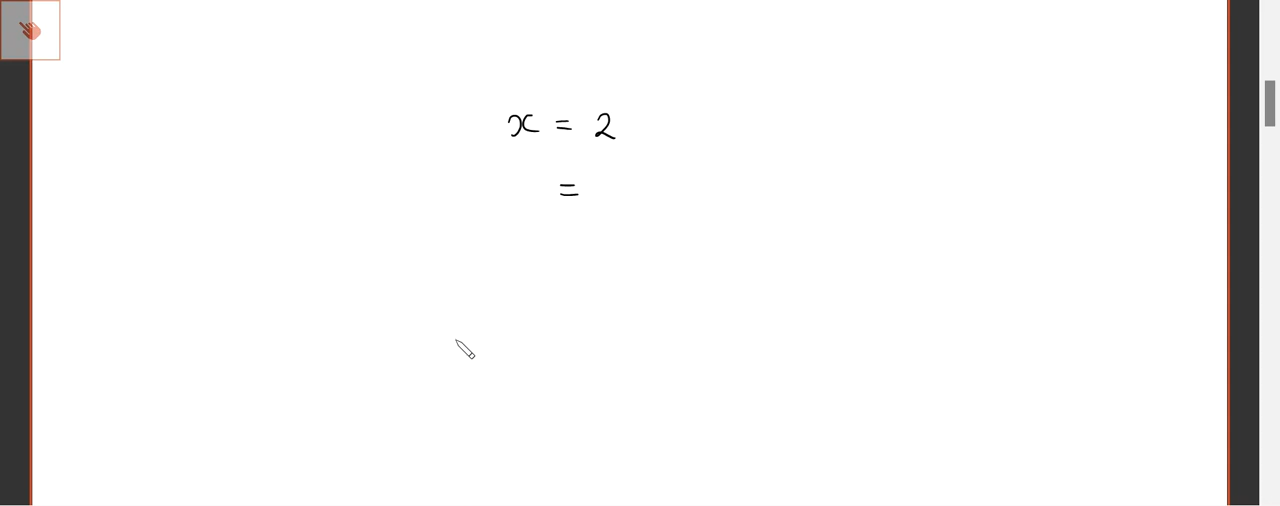 x = 2
=